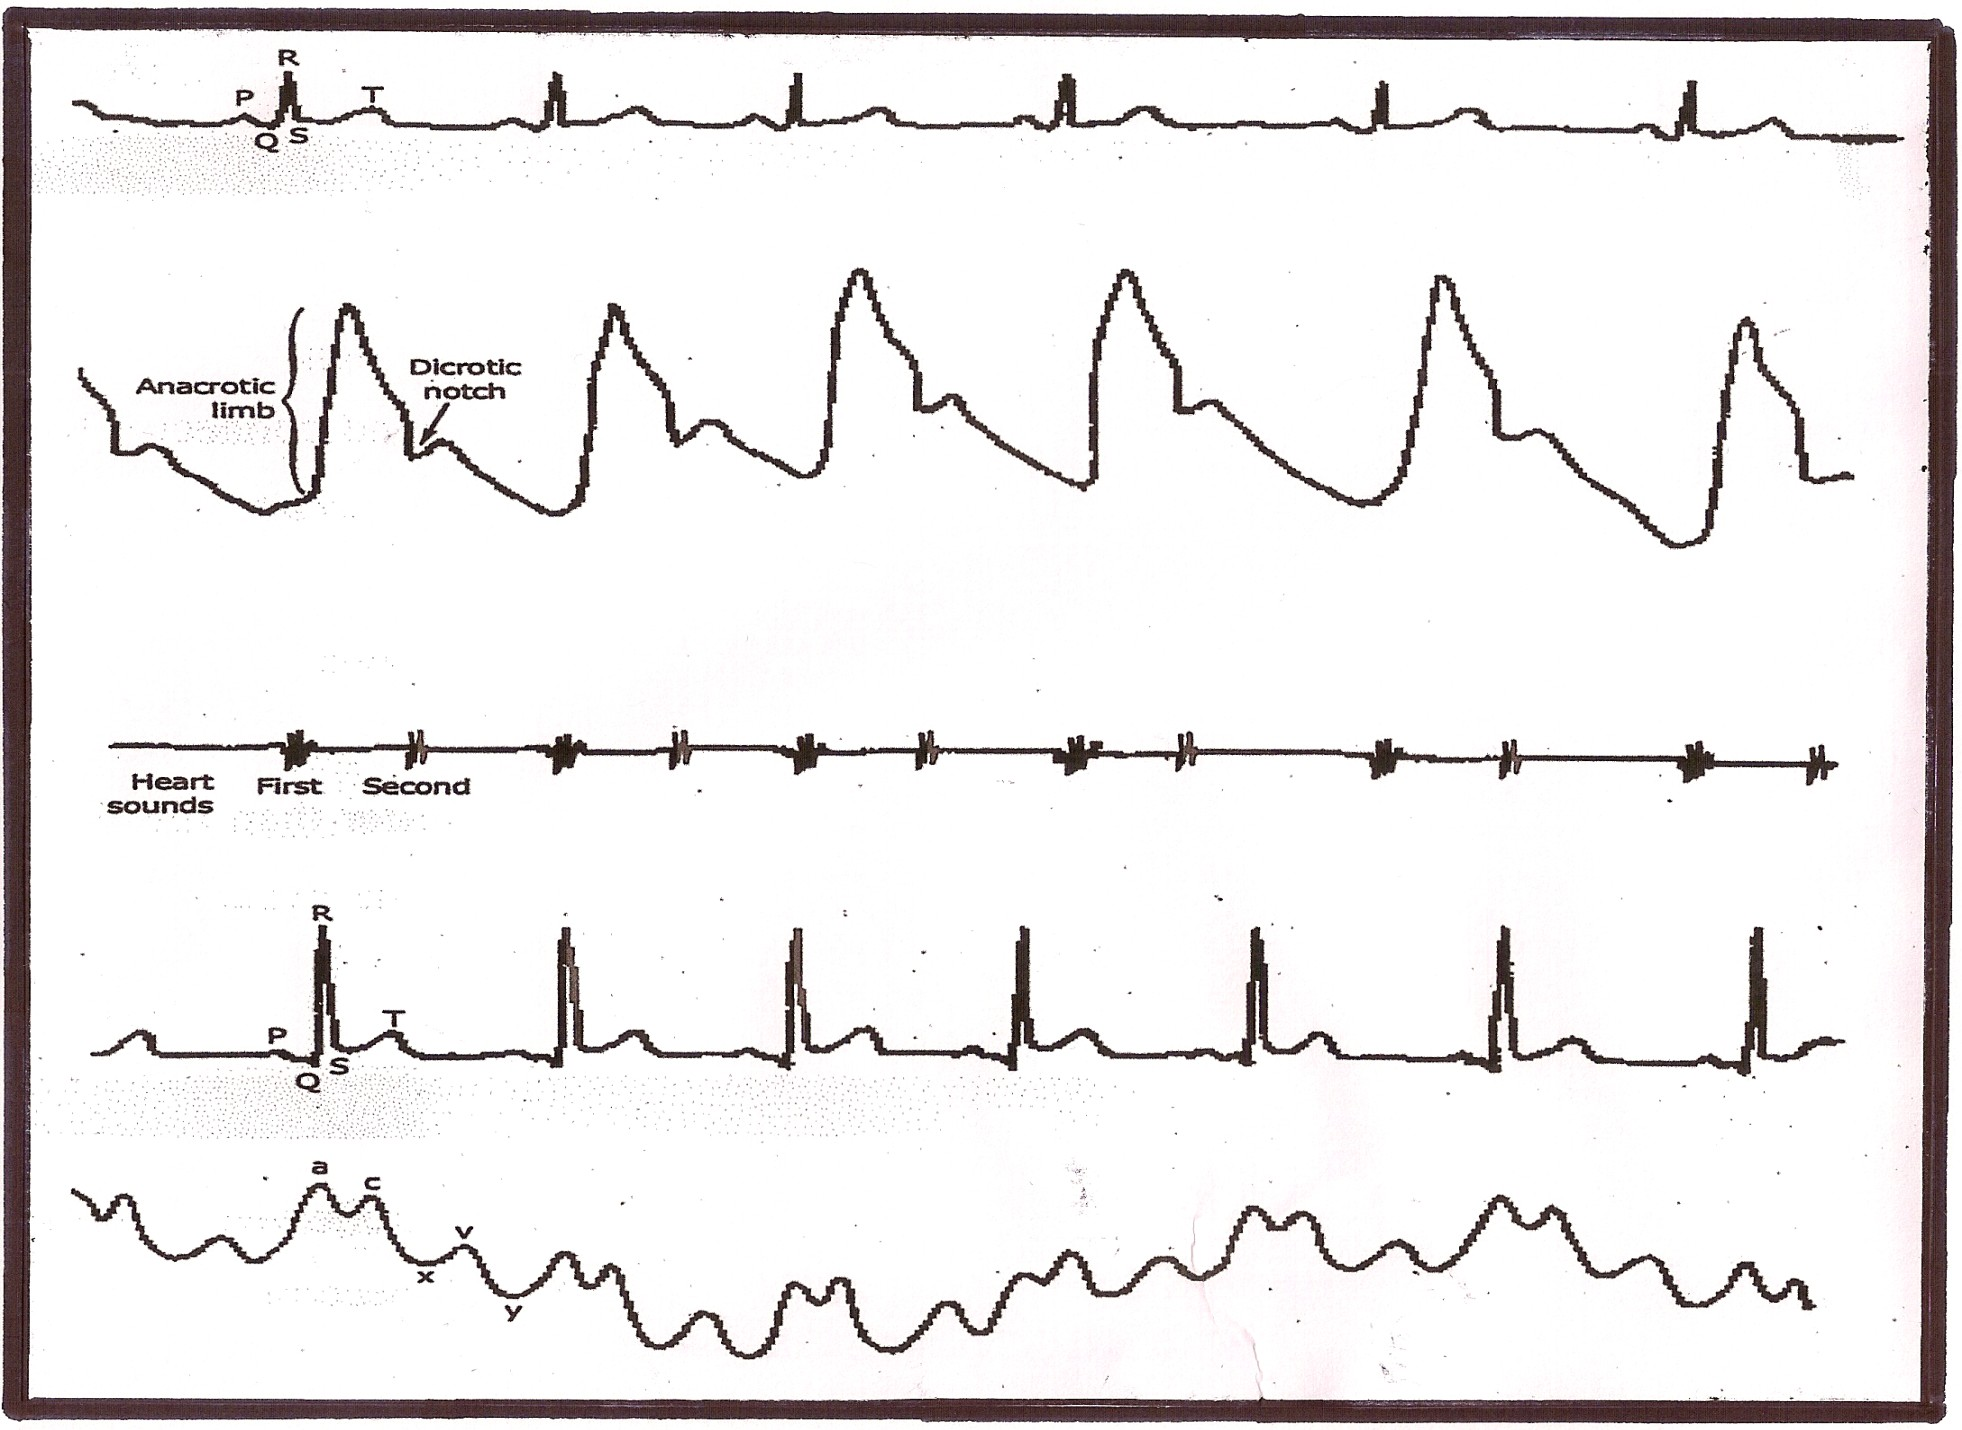 R
P
T
Q
S
Anacrotic
limb
Dicrotic
notch
Heart
sounds
First
Second
R
P
T
Q
S
a
c
v
x
y